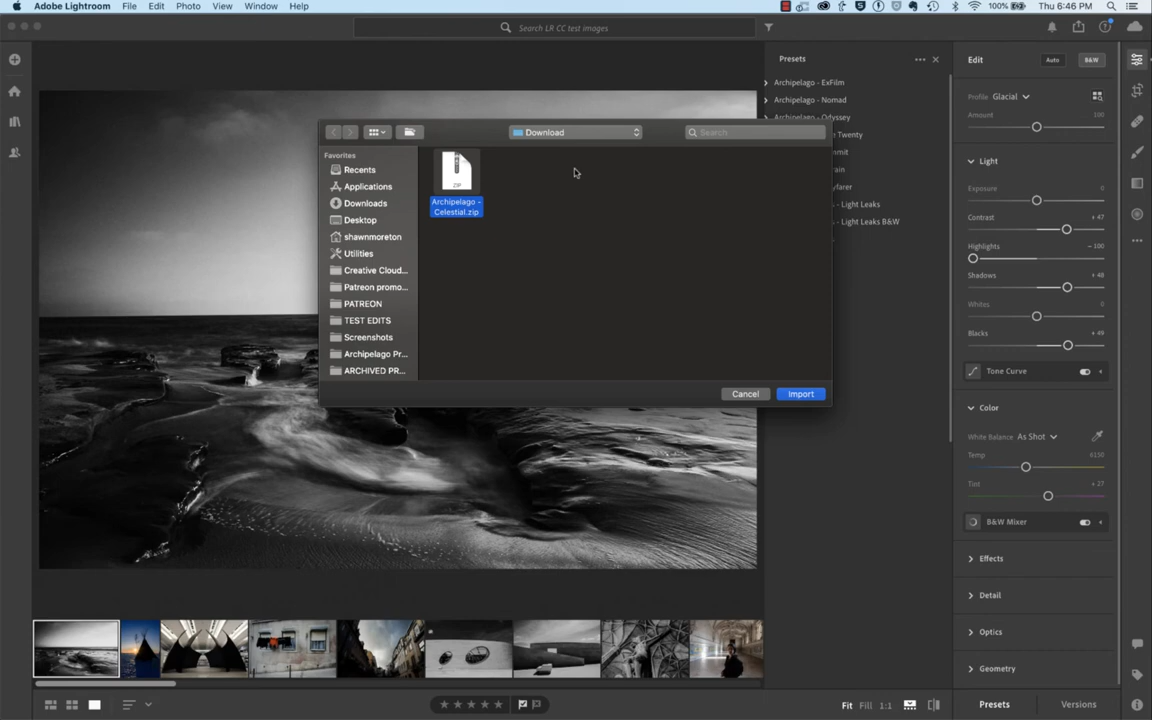 Adobe Lightroom File Edit Photo View Window Help
100% Thu 6:46 PM
Search LR CC test images
Presets
Archipelago - ExFilm
Archipelago - Nomad
Archipelago - Odyssey
Twenty
- Light Leaks
- Light Leaks B&W
Download
Search
Favorites
Recents
Applications
Downloads
Desktop
shawnmoreton
Utilities
Creative Cloud...
Patreon promo...
PATREON
TEST EDITS
Screenshots
Archipelago Pr...
ARCHIVED PR...
ZIP
Archipelago -
Celestial.zip
Cancel Import
Edit Auto B&W
Profile Glacial
Amount 100
Light
Exposure 0
Contrast + 47
Highlights - 100
Shadows + 48
Whites 0
Blacks + 49
Tone Curve
Color
White Balance As Shot
Temp 6150
Tint + 27
B&W Mixer
Effects
Detail
Optics
Geometry
Fit Fill 1:1
Presets Versions